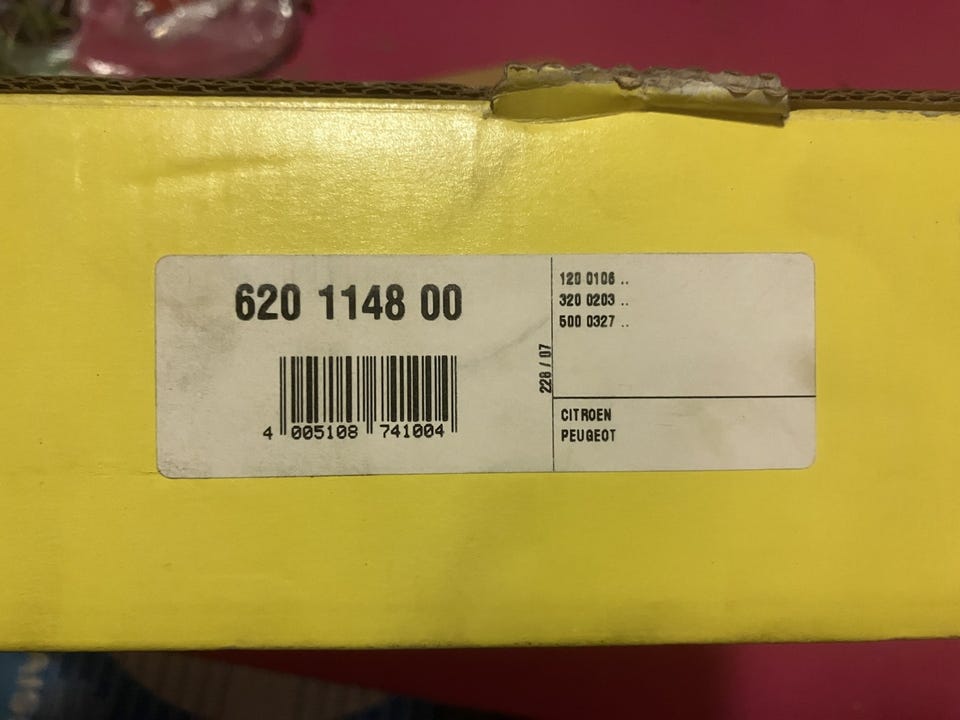 620 1148 00
4 005108 741004
228 / 07
120 0106 ..
320 0203 ..
500 0327 ..
CITROEN
PEUGEOT